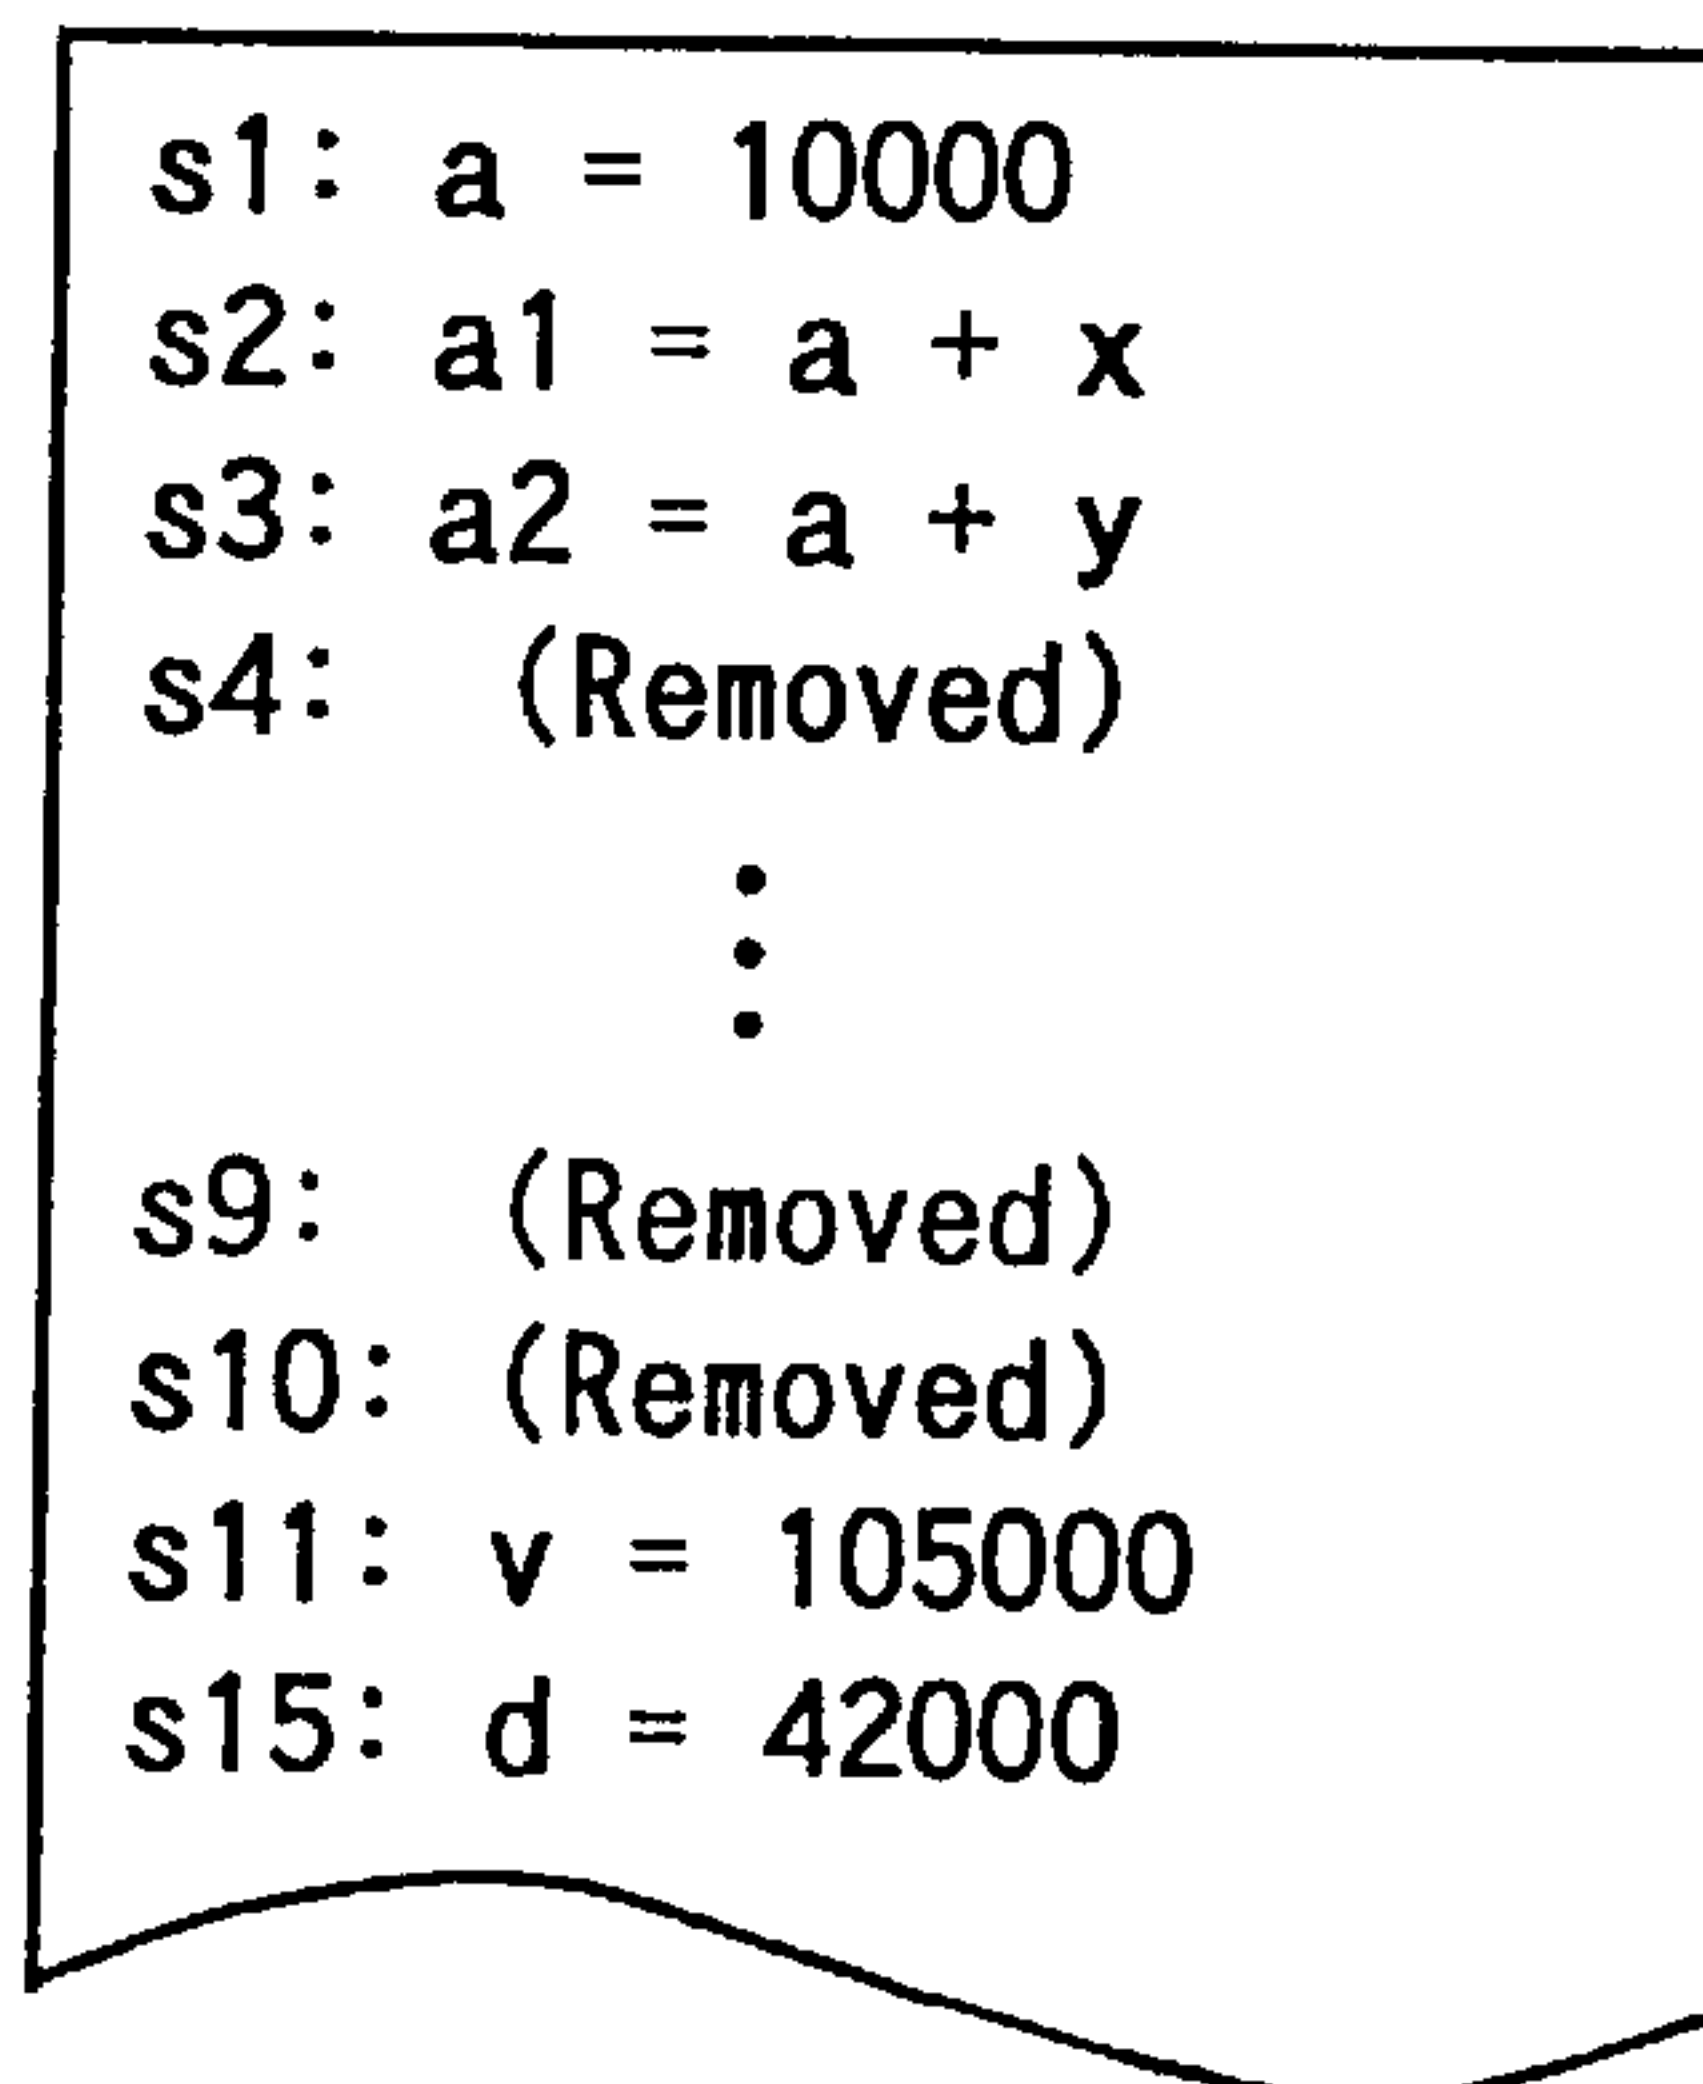 s1: a = 10000
s2: a1 = a + x
s3: a2 = a + y
s4: (Removed)
s9: (Removed)
s10: (Removed)
s11: v = 105000
s15: d = 42000